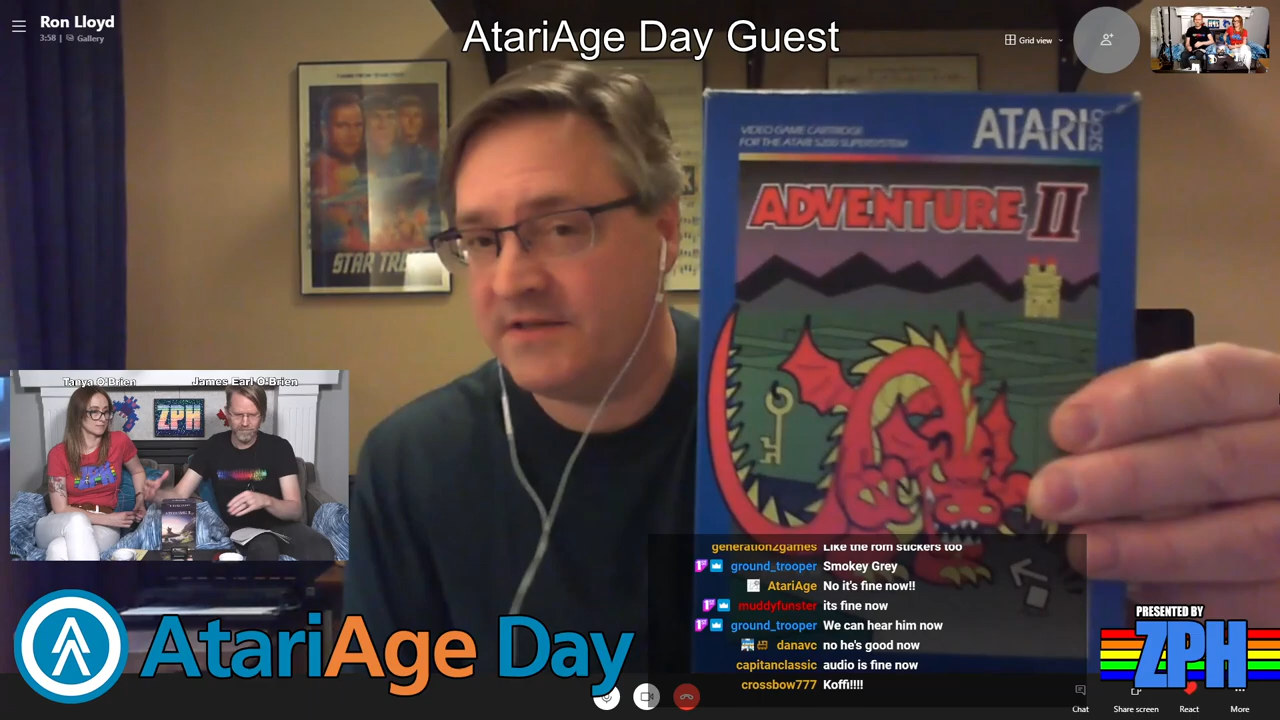 Ron Lloyd
3:58 | Gallery
AtariAge Day Guest
Grid view
STAR TRE
VIDEO GAME CARTRIDGE
FOR THE ATARI 5200 SUPERSYSTEM
ATARI 5200
ADVENTURE II
Tanya O'Brien
James Earl O'Brien
ZPH
ZPH
generation2games Like the rom stickers too
ground_trooper Smokey Grey
AtariAge No it's fine now!!
muddyfunster its fine now
ground_trooper We can hear him now
danavc no he's good now
capitanclassic audio is fine now
crossbow777 Koffi!!!!
AtariAge Day
PRESENTED BY
ZPH
Chat
Share screen
React
More